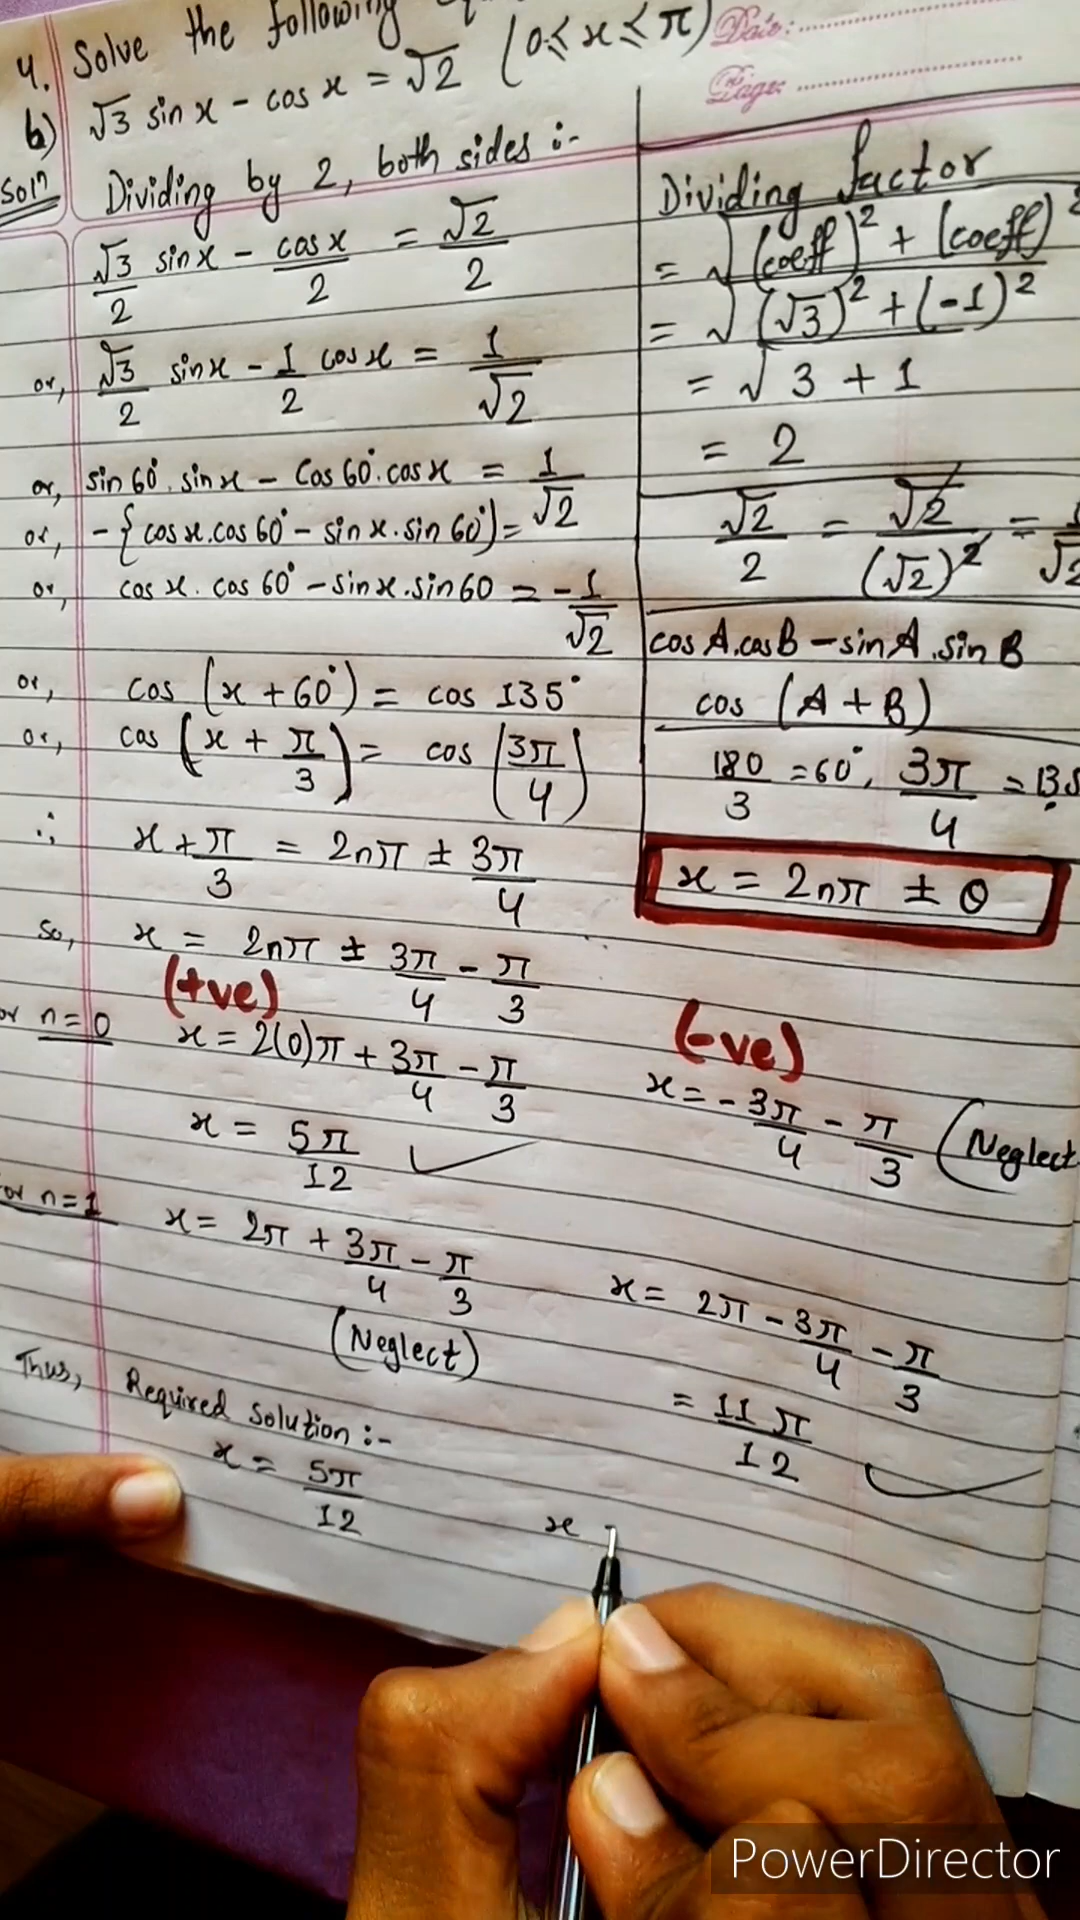 4. Solve the following
b) √3 sin x - cos x = √2 (0 ≤ x ≤ π)
Date:
Page:
Soln Dividing by 2, both sides :-
√3/2 sin x - cos x/2 = √2/2
or, √3/2 sin x - 1/2 cos x = 1/√2
or, sin 60°. sin x - Cos 60°. cos x = 1/√2
or, - {cos x. cos 60° - sin x. sin 60°} = 1/√2
or, cos x. cos 60° - sin x. sin 60 = - 1/√2
or, cos (x + 60°) = cos 135°
or, cos (x + π/3) = cos (3π/4)
∴ x + π/3 = 2nπ ± 3π/4
So, x = 2nπ ± 3π/4 - π/3
Dividing factor
= √(coeff)² + (coeff)²
= √(√3)² + (-1)²
= √3 + 1
= 2
√2/2 = √2/(√2)² = 1/√2
cos A. cos B - sin A. sin B
cos (A + B)
180/3 = 60°, 3π/4 = 135
x = 2nπ ± θ
(+ve)
or n=0 x = 2(0)π + 3π/4 - π/3
x = 5π/12
(-ve)
x = - 3π/4 - π/3 (Neglect
or n=1 x = 2π + 3π/4 - π/3
(Neglect)
x = 2π - 3π/4 - π/3
= 11π/12
Thus, Required Solution :-
x = 5π/12 x
PowerDirector